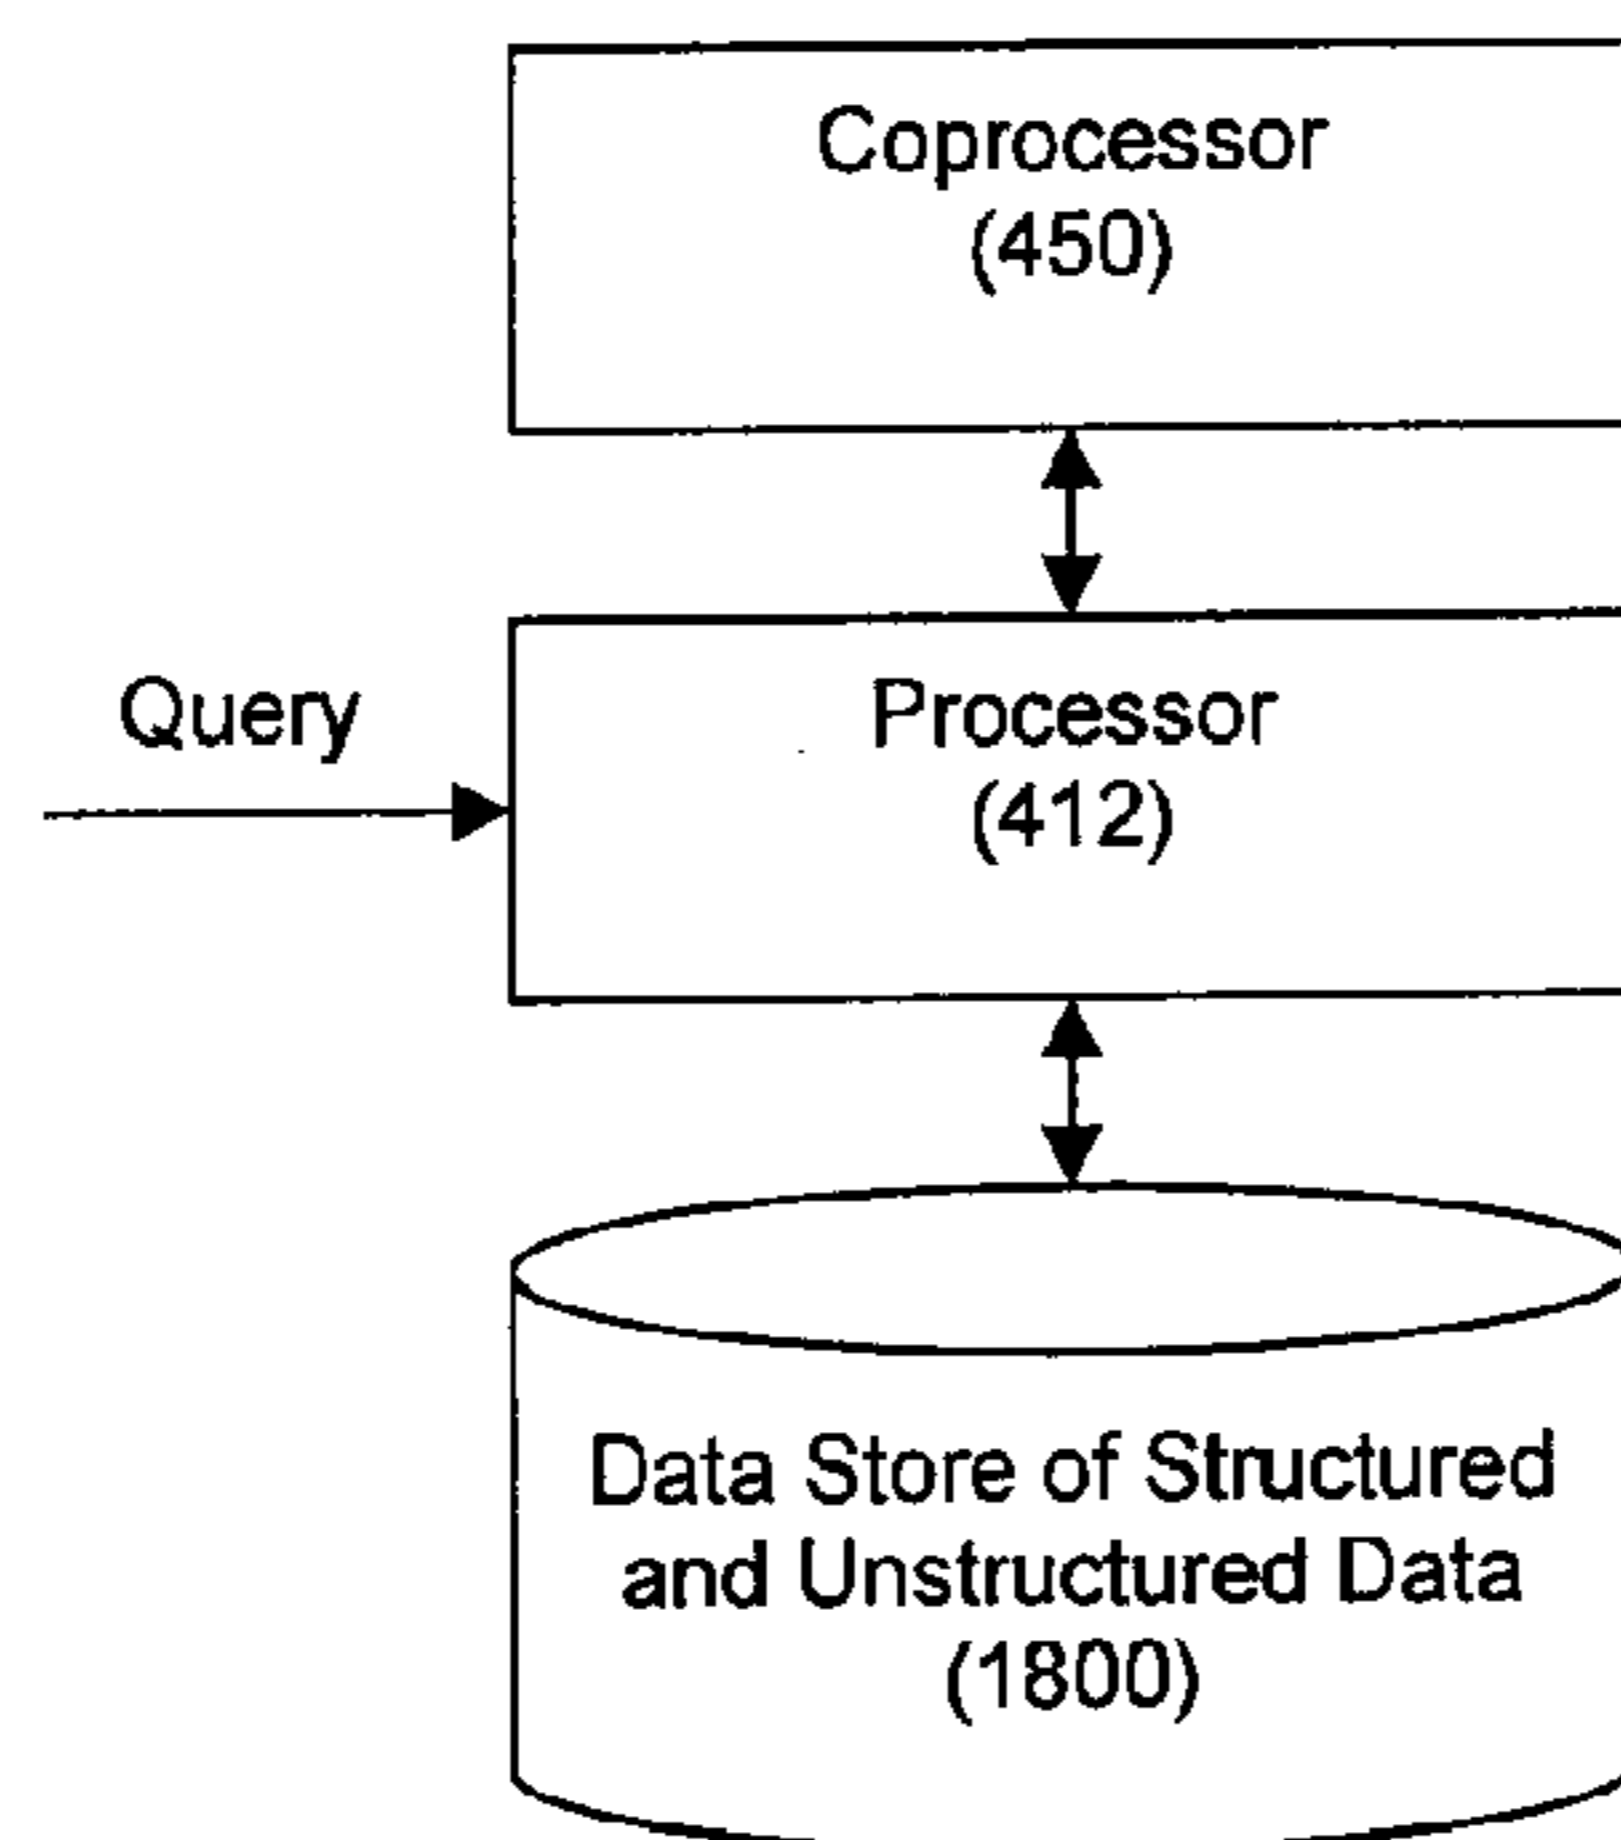 Coprocessor
(450)
Query
Processor
(412)
Data Store of Structured
and Unstructured Data
(1800)